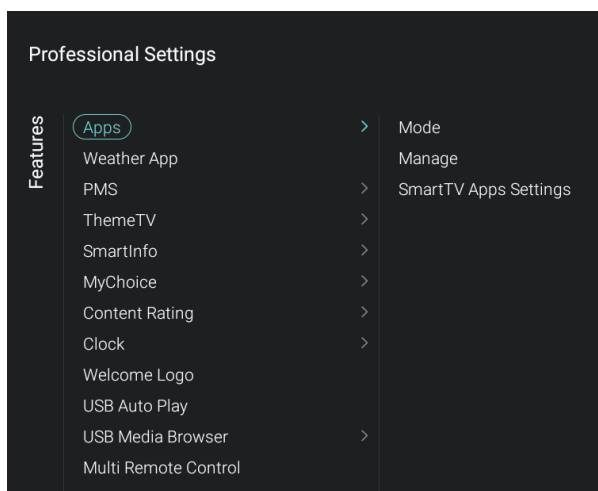 Professional Settings
Features
Apps
Weather App
PMS
ThemeTV
SmartInfo
MyChoice
Content Rating
Clock
Welcome Logo
USB Auto Play
USB Media Browser
Multi Remote Control
Mode
Manage
SmartTV Apps Settings